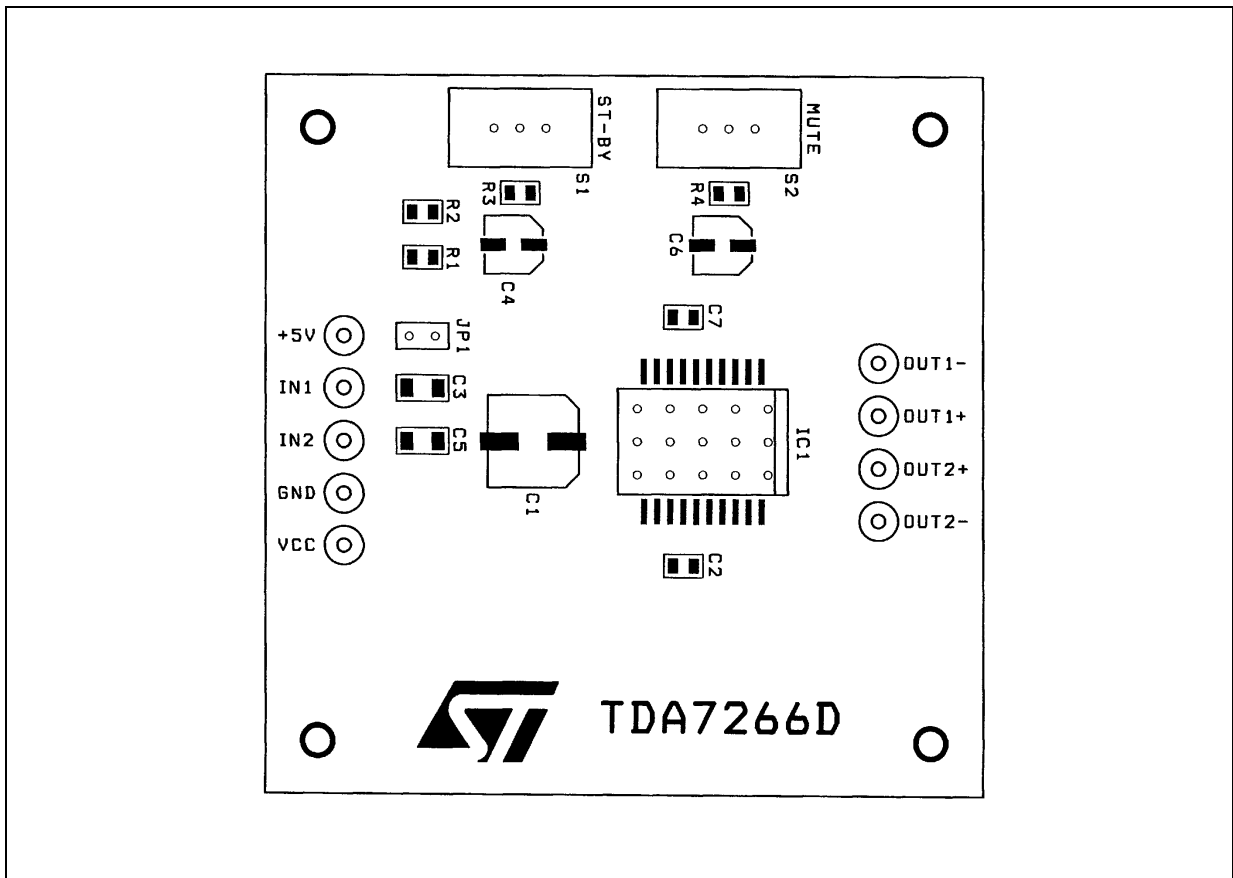 ST-BY
MUTE
S1
S2
R3
R4
R2
R1
C4
C6
C7
+5V
JP1
IN1
C3
IN2
C5
GND
VCC
C1
IC1
OUT1-
OUT1+
OUT2+
OUT2-
C2
ST TDA7266D